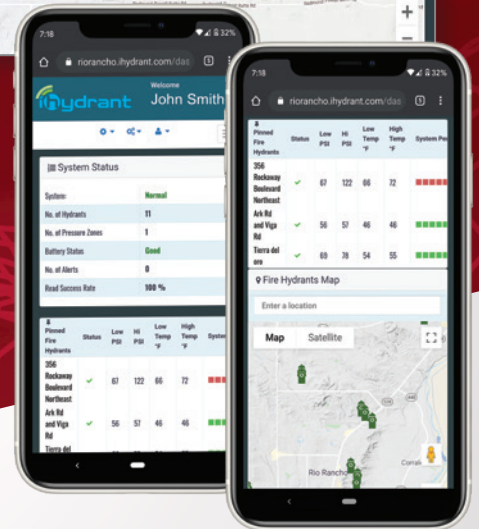 7:18
32%
riorancho.ihydrant.com/das
ihydrant
Welcome
John Smith
System Status
System: Normal
No. of Hydrants 11
No. of Pressure Zones 1
Battery Status Good
No. of Alerts 0
Read Success Rate 100 %
Pinned Fire Hydrants Status Low PSI Hi PSI Low Temp °F High Temp °F System
356 Rockaway Boulevard Northeast 67 122 66 72
Ark Rd and Viga Rd 56 57 46 46
Tierra del
7:18
32%
riorancho.ihydrant.com/das
Pinned Fire Hydrants Status Low PSI Hi PSI Low Temp °F High Temp °F System Per
356 Rockaway Boulevard Northeast 67 122 66 72
Ark Rd and Viga Rd 56 57 46 46
Tierra del oro 69 78 54 55
Fire Hydrants Map
Enter a location
Map Satellite
Rio Rancho
Corrales